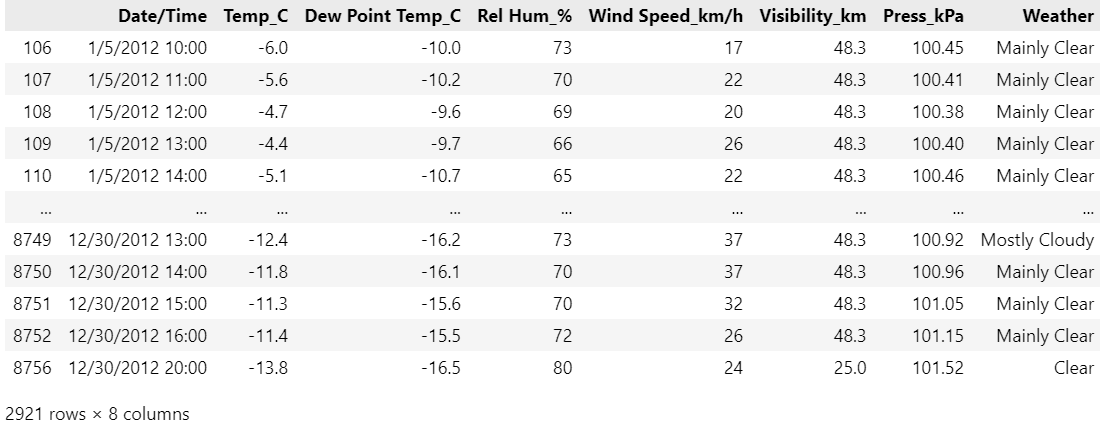 Date/Time Temp_C Dew Point Temp_C Rel Hum_% Wind Speed_km/h Visibility_km Press_kPa Weather
106 1/5/2012 10:00 -6.0 -10.0 73 17 48.3 100.45 Mainly Clear
107 1/5/2012 11:00 -5.6 -10.2 70 22 48.3 100.41 Mainly Clear
108 1/5/2012 12:00 -4.7 -9.6 69 20 48.3 100.38 Mainly Clear
109 1/5/2012 13:00 -4.4 -9.7 66 26 48.3 100.40 Mainly Clear
110 1/5/2012 14:00 -5.1 -10.7 65 22 48.3 100.46 Mainly Clear
... ... ... ... ... ... ... ... ...
8749 12/30/2012 13:00 -12.4 -16.2 73 37 48.3 100.92 Mostly Cloudy
8750 12/30/2012 14:00 -11.8 -16.1 70 37 48.3 100.96 Mainly Clear
8751 12/30/2012 15:00 -11.3 -15.6 70 32 48.3 101.05 Mainly Clear
8752 12/30/2012 16:00 -11.4 -15.5 72 26 48.3 101.15 Mainly Clear
8756 12/30/2012 20:00 -13.8 -16.5 80 24 25.0 101.52 Clear
2921 rows × 8 columns